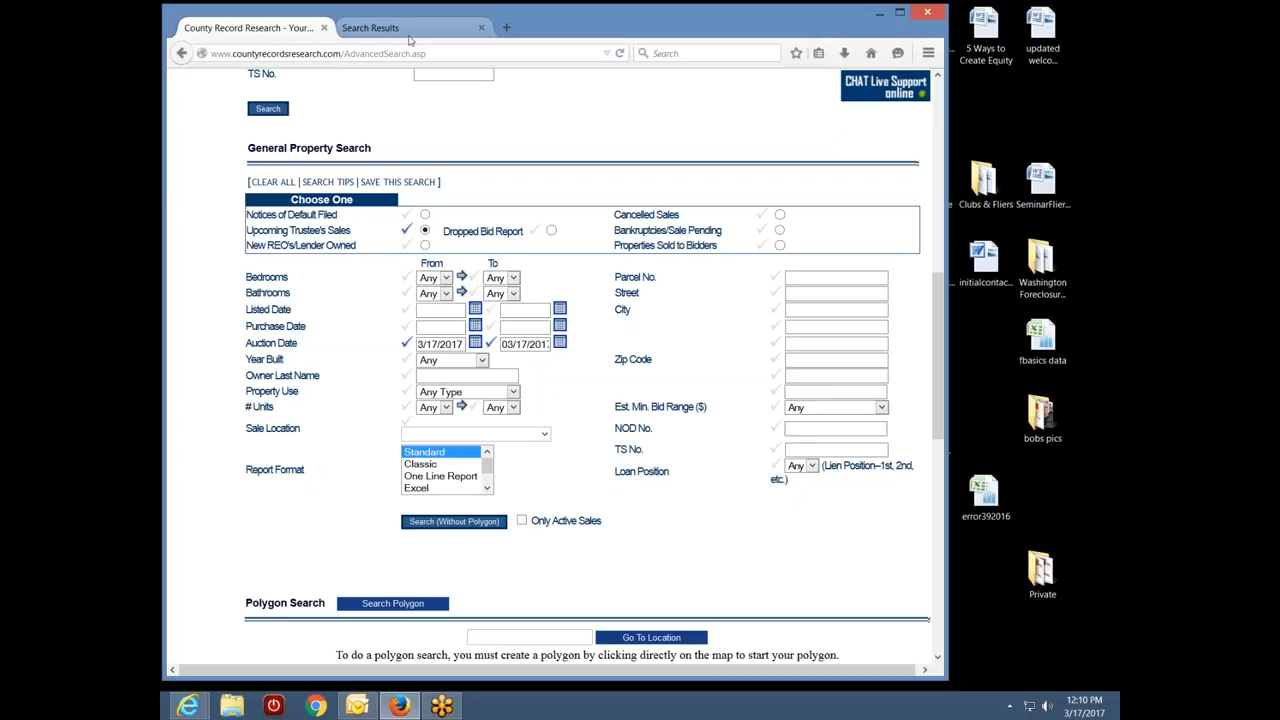 County Record Research - Your... × Search Results × +
www.countyrecordsresearch.com/AdvancedSearch.asp Search
TS No.
CHAT Live Support
online
Search
General Property Search
[ CLEAR ALL | SEARCH TIPS | SAVE THIS SEARCH ]
Choose One
Notices of Default Filed Cancelled Sales
Upcoming Trustee's Sales Dropped Bid Report Bankruptcies/Sale Pending
New REO's/Lender Owned Properties Sold to Bidders
From To
Bedrooms Any Any Parcel No.
Bathrooms Any Any Street
Listed Date City
Purchase Date
Auction Date 3/17/2017 03/17/2017
Year Built Any Zip Code
Owner Last Name
Property Use Any Type
# Units Any Any Est. Min. Bid Range ($) Any
Sale Location NOD No.
Standard TS No.
Classic
Report Format Loan Position Any (Lien Position--1st, 2nd,
etc.)
One Line Report
Excel
Search (Without Polygon) Only Active Sales
Polygon Search Search Polygon
Go To Location
To do a polygon search, you must create a polygon by clicking directly on the map to start your polygon.
5 Ways to
Create Equity
updated
welco...
Clubs & Fliers
SeminarFlier...
initialcontac...
Washington
Foreclosur...
fbasics data
bobs pics
error392016
Private
12:10 PM
3/17/2017